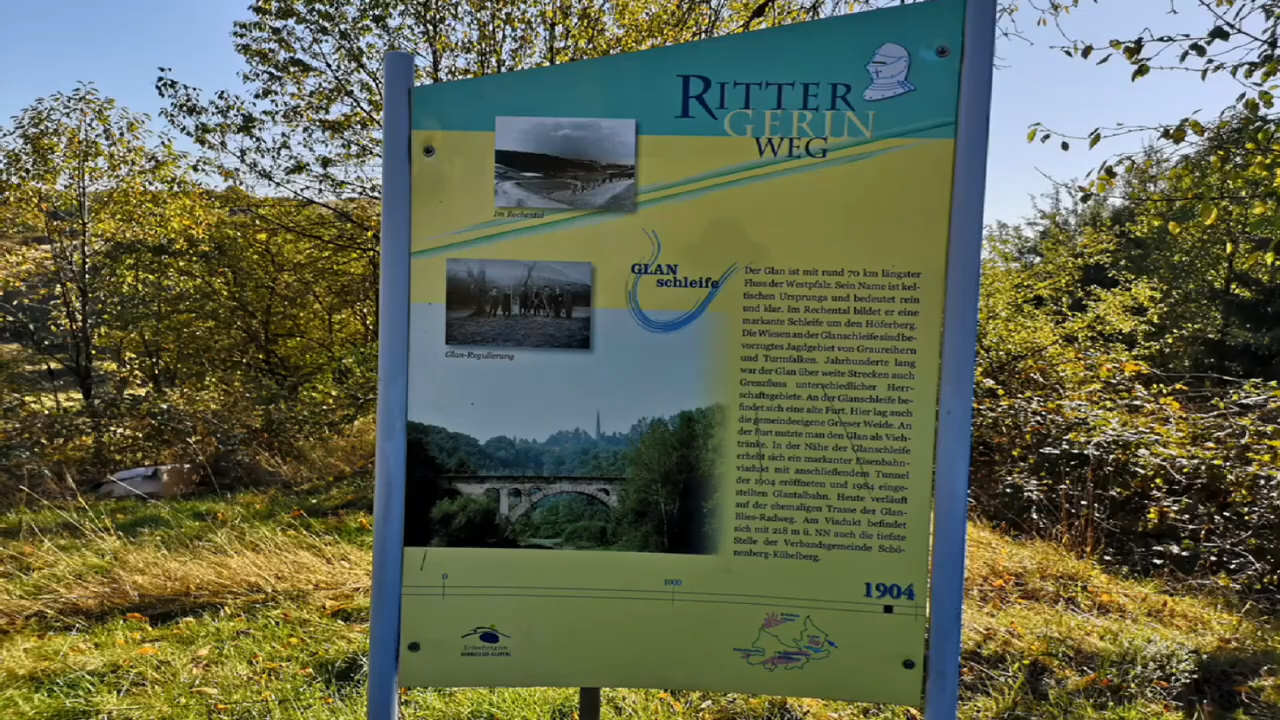 RITTER
GERIN
WEG
Im Rechental
GLAN
schleife
Glan-Regulierung
Der Glan ist mit rund 70 km längster
Fluss der Westpfalz. Sein Name ist kel-
tischen Ursprungs und bedeutet rein
und klar. Im Rechental bildet er eine
markante Schleife um den Höferberg.
Die Wiesen an der Glanschleife sind be-
vorzugtes Jagdgebiet von Graureihern
und Turmfalken. Jahrhunderte lang
war der Glan über weite Strecken auch
Grenzfluss unterschiedlicher Herr-
schaftsgebiete. An der Glanschleife be-
findet sich eine alte Furt. Hier lag auch
die gemeindeeigene Grieser Weide. An
der Furt nutzte man den Glan als Vieh-
tränke. In der Nähe der Glanschleife
erhebt sich ein markanter Eisenbahn-
viadukt mit anschließendem Tunnel
der 1904 eröffneten und 1984 einge-
stellten Glantalbahn. Heute verläuft
auf der ehemaligen Trasse der Glan-
Blies-Radweg. Am Viadukt befindet
sich mit 218 m ü. NN auch die tiefste
Stelle der Verbandsgemeinde Schö-
nenberg-Kübelberg.
0
1000
1904